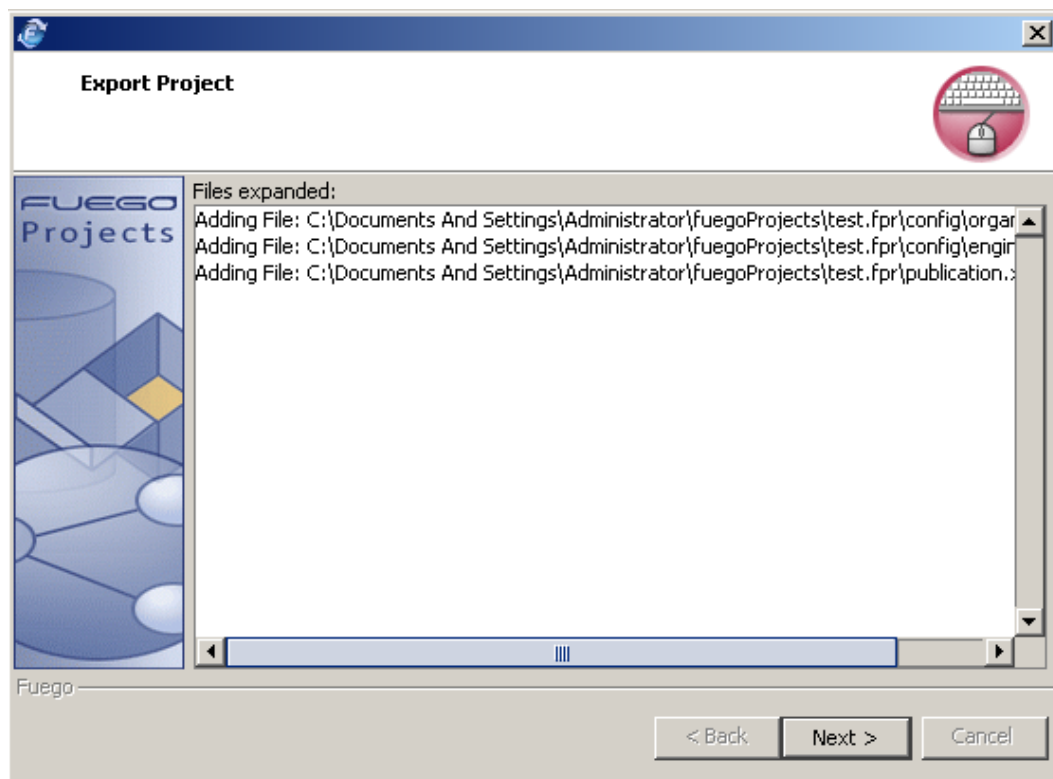 Export Project
FUEGO
Projects
Files expanded:
Adding File: C:\Documents And Settings\Administrator\fuegoProjects\test.fpr\config\organ
Adding File: C:\Documents And Settings\Administrator\fuegoProjects\test.fpr\config\engin
Adding File: C:\Documents And Settings\Administrator\fuegoProjects\test.fpr\publication.x
Fuego
< Back
Next >
Cancel